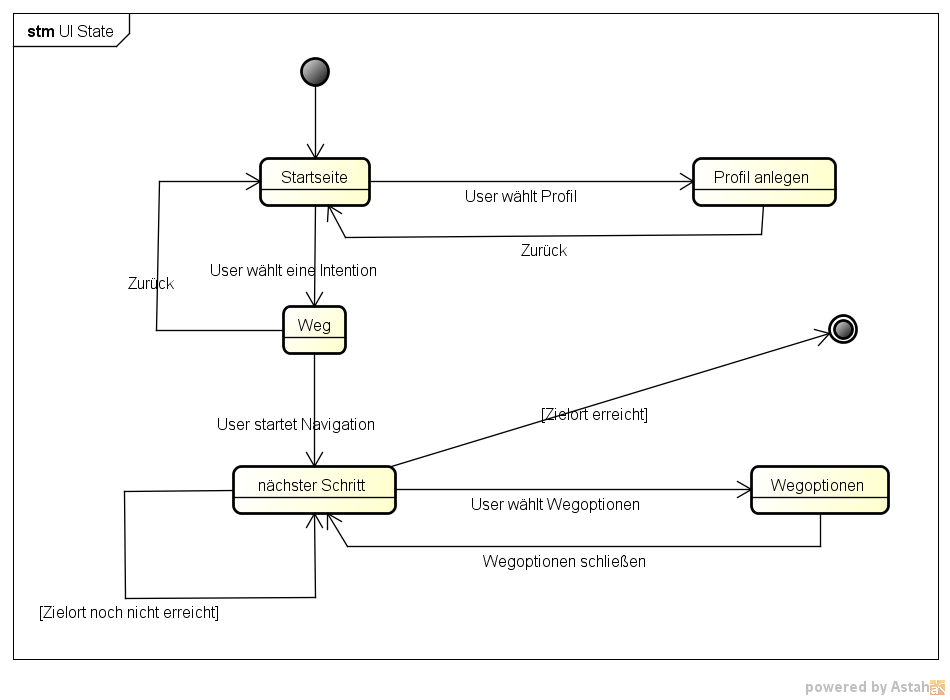 stm UI State
Startseite
Profil anlegen
User wählt Profil
Zurück
User wählt eine Intention
Zurück
Weg
[Zielort erreicht]
User startet Navigation
nächster Schritt
Wegoptionen
User wählt Wegoptionen
Wegoptionen schließen
[Zielort noch nicht erreicht]
powered by Astah